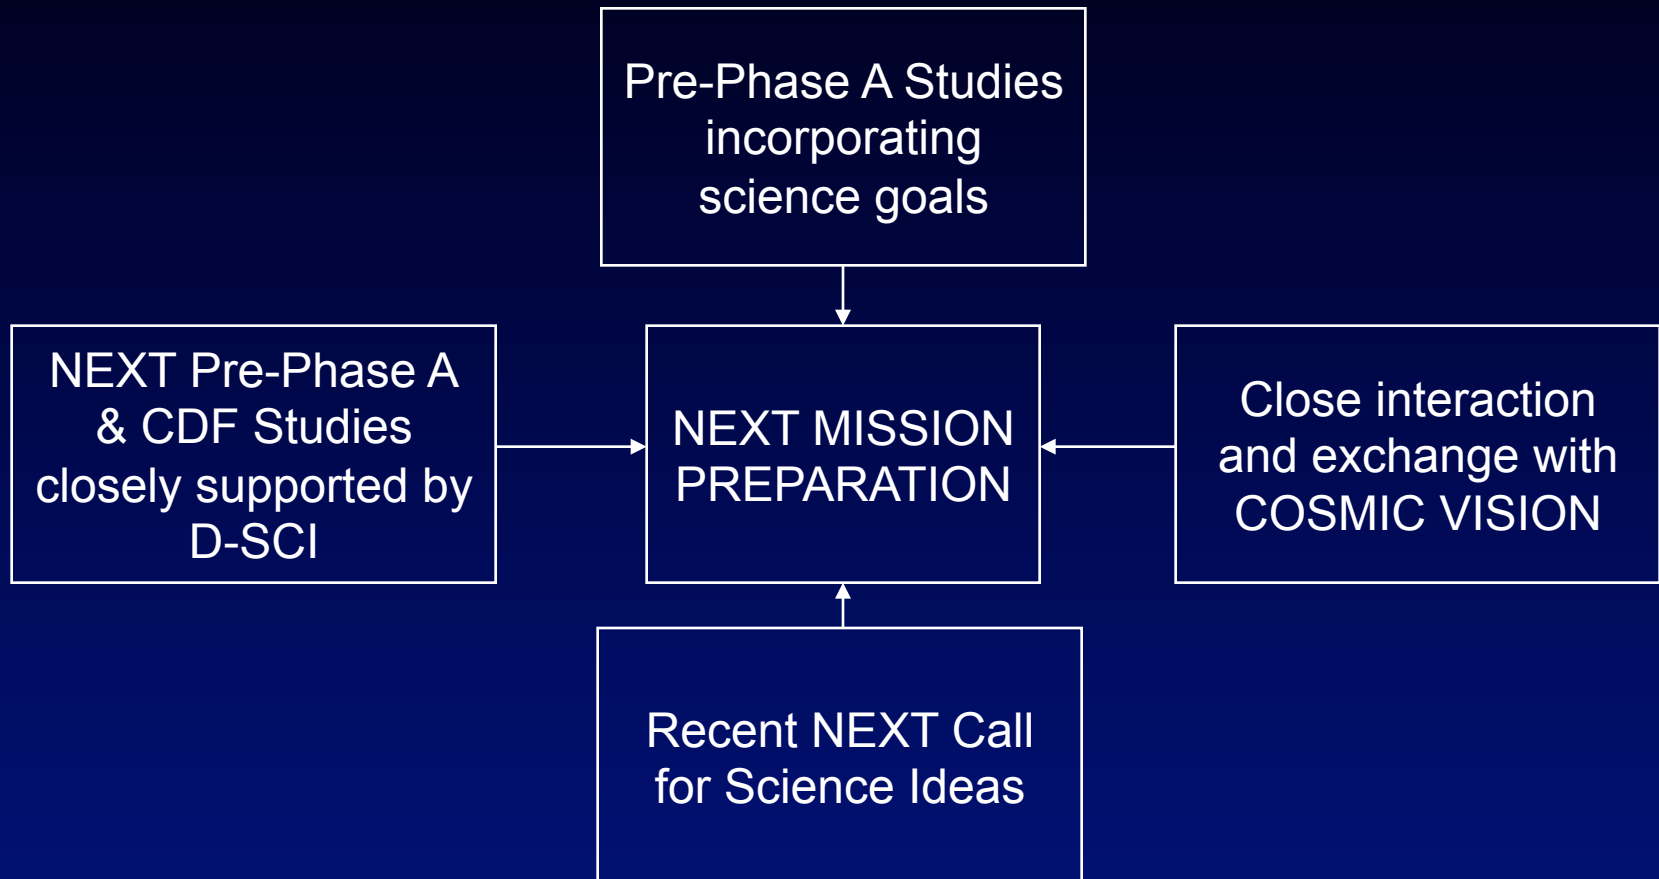 Pre-Phase A Studies
incorporating
science goals
NEXT Pre-Phase A
& CDF Studies
closely supported by
D-SCI
NEXT MISSION
PREPARATION
Close interaction
and exchange with
COSMIC VISION
Recent NEXT Call
for Science Ideas